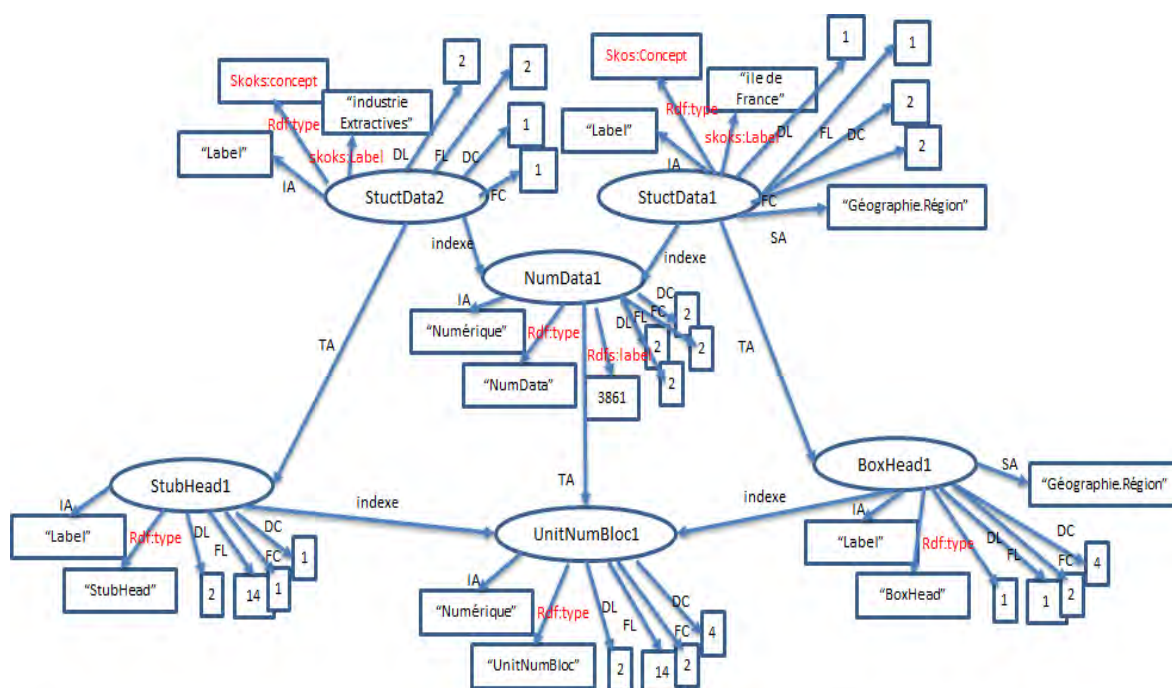 2
2
1
1
Skos:Concept
Skoks:concept
"industrie
Extractives"
"île de
France"
Rdf:type
Rdf:type
"Label"
skoks:Label
DL
FL
DC
1
"Label"
skoks:Label
DL
FL
DC
2
IA
FC
1
IA
2
StuctData2
StuctData1
FC
"Géographie.Région"
SA
indexe
indexe
NumData1
IA
DC
"Numérique"
Rdf:type
DL
FL
FC
2
TA
Rdfs:label
2
2
TA
"NumData"
3861
2
StubHead1
BoxHead1
SA
TA
"Géographie.Région"
IA
indexe
indexe
"Label"
Rdf:type
DL
FL
FC
DC
1
UnitNumBloc1
IA
"Label"
Rdf:type
DL
FL
FC
DC
4
"StubHead"
2
14
1
IA
"Numérique"
Rdf:type
DL
FL
FC
DC
4
"BoxHead"
1
1
2
"UnitNumBloc"
2
14
2